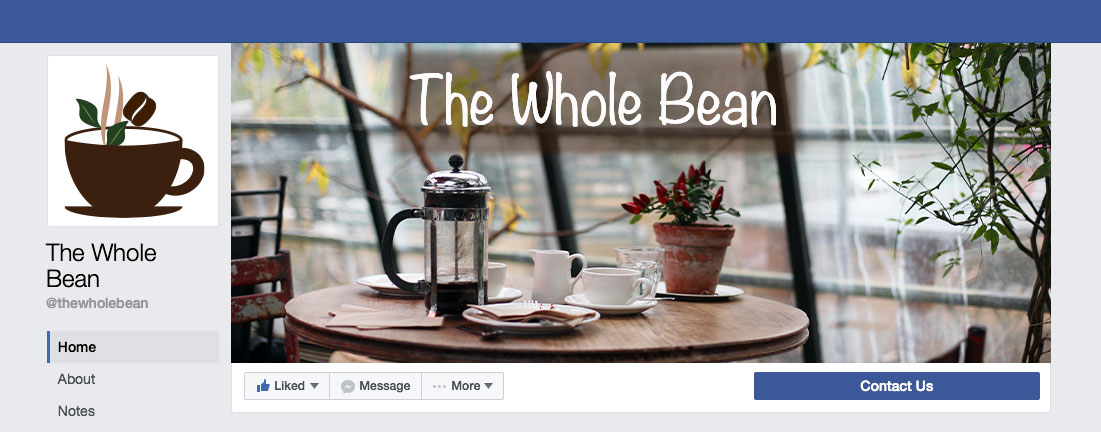 The Whole Bean
The Whole
Bean
@thewholebean
Home
About
Notes
Liked
Message
More
Contact Us